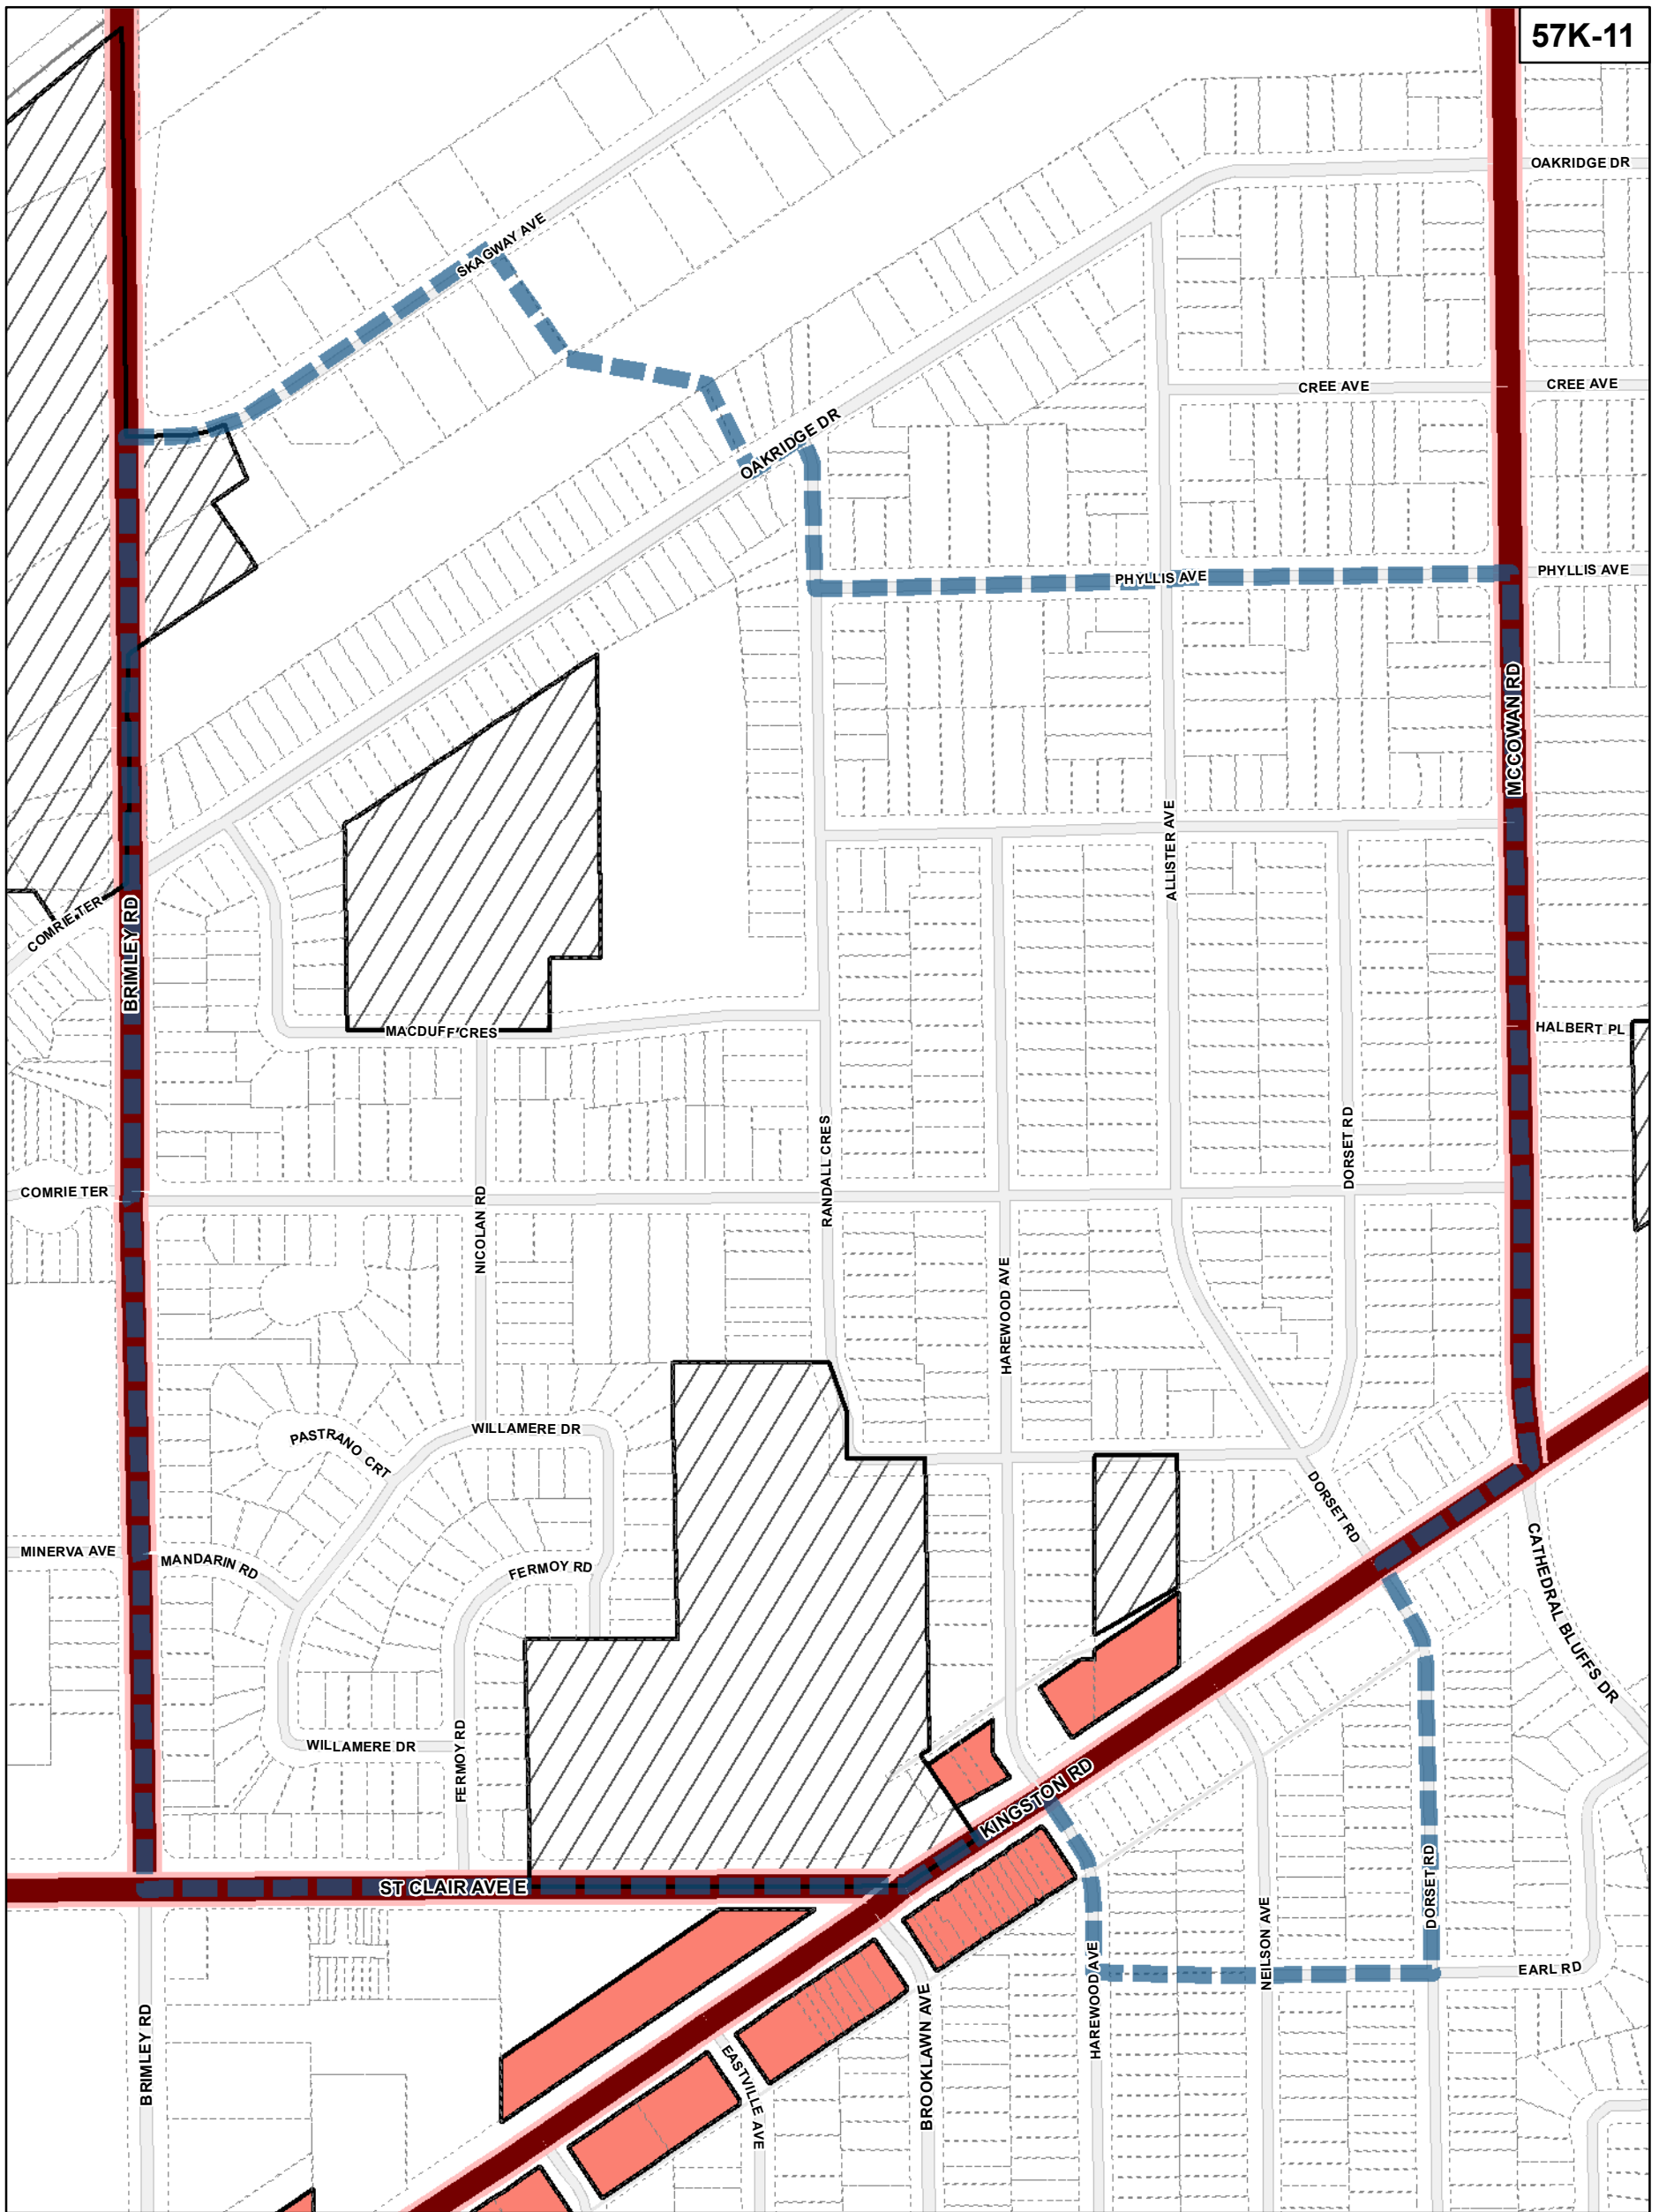 57K-11
OAKRIDGE DR
SKAGWAY AVE
CREE AVE
CREE AVE
OAKRIDGE DR
PHYLLIS AVE
PHYLLIS AVE
MCCOWAN RD
ALLISTER AVE
COMRIE TER
BRIMLEY RD
MACDUFF CRES
HALBERT PL
RANDALL CRES
DORSET RD
COMRIE TER
NICOLAN RD
HAREWOOD AVE
WILLAMERE DR
PASTRANO CRT
DORSET RD
MINERVA AVE
MANDARIN RD
FERMOY RD
CATHEDRAL BLUFFS DR
WILLAMERE DR
FERMOY RD
KINGSTON RD
ST CLAIR AVE E
DORSET RD
NEILSON AVE
EARL RD
HAREWOOD AVE
BRIMLEY RD
BROOKLAWN AVE
EASTVILLE AVE